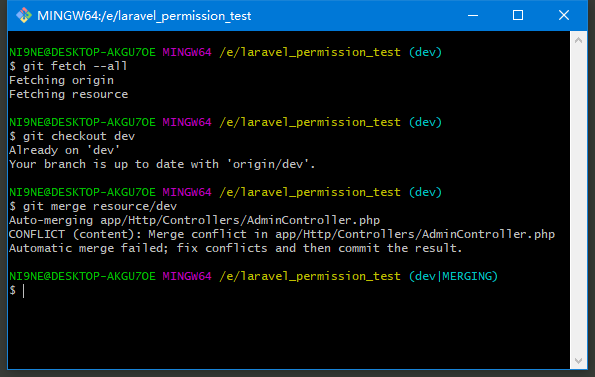 MINGW64:/e/laravel_permission_test
NI9NE@DESKTOP-AKGU7OE MINGW64 /e/laravel_permission_test (dev)
$ git fetch --all
Fetching origin
Fetching resource
NI9NE@DESKTOP-AKGU7OE MINGW64 /e/laravel_permission_test (dev)
$ git checkout dev
Already on 'dev'
Your branch is up to date with 'origin/dev'.
NI9NE@DESKTOP-AKGU7OE MINGW64 /e/laravel_permission_test (dev)
$ git merge resource/dev
Auto-merging app/Http/Controllers/AdminController.php
CONFLICT (content): Merge conflict in app/Http/Controllers/AdminController.php
Automatic merge failed; fix conflicts and then commit the result.
NI9NE@DESKTOP-AKGU7OE MINGW64 /e/laravel_permission_test (dev|MERGING)
$